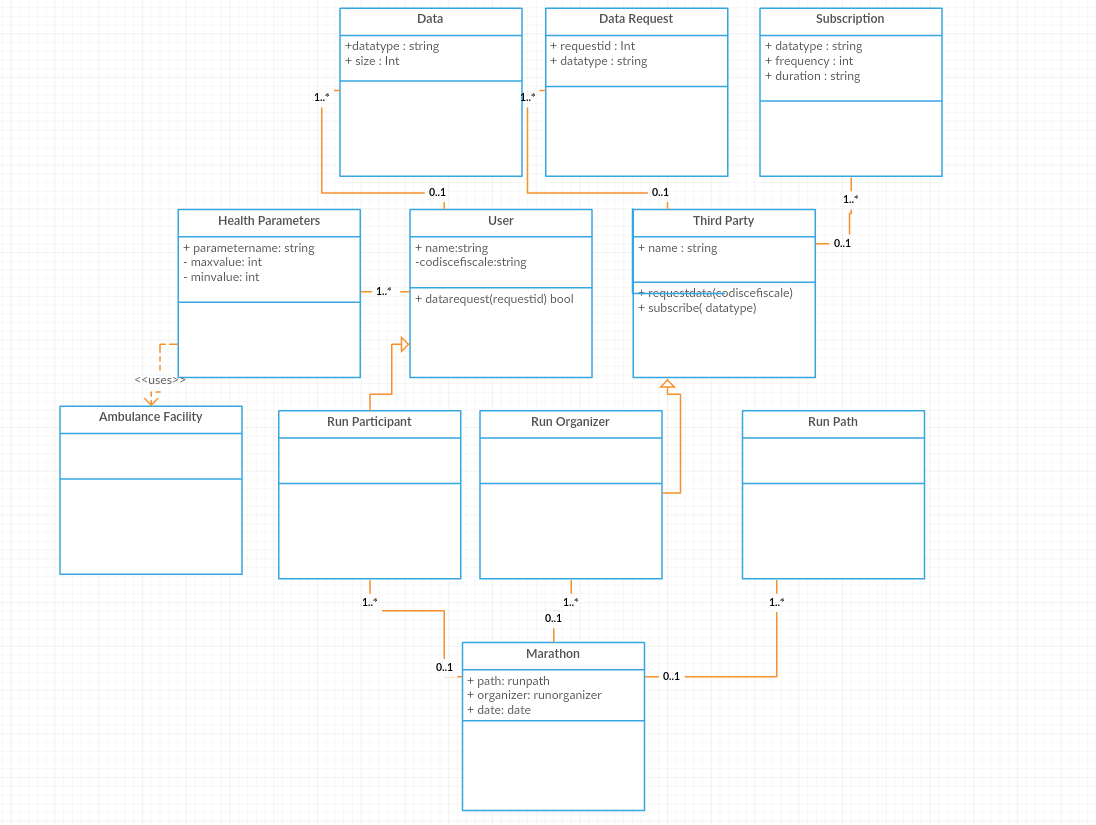 Data
+datatype : string
+ size : Int
Data Request
+ requestid : Int
+ datatype : string
Subscription
+ datatype : string
+ frequency : int
+ duration : string
1..*
1..*
0..1
0..1
1..*
0..1
Health Parameters
+ parametername: string
- maxvalue: int
- minvalue: int
1..*
User
+ name:string
-codiscefiscale:string
+ datarequest(requestid) bool
Third Party
+ name : string
+ requestdata(codiscefiscale)
+ subscribe( datatype)
<<uses>>
Ambulance Facility
Run Participant
Run Organizer
Run Path
1..*
1..*
1..*
0..1
0..1
0..1
Marathon
+ path: runpath
+ organizer: runorganizer
+ date: date